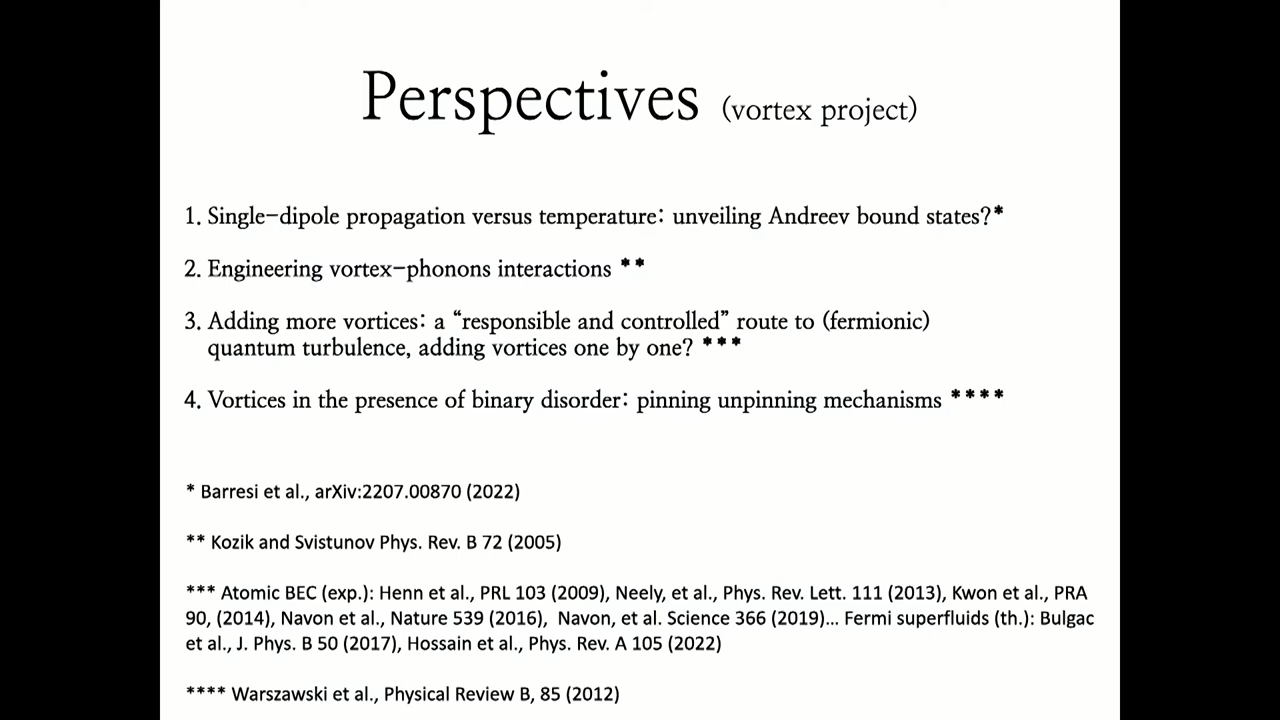 Perspectives (vortex project)
1. Single-dipole propagation versus temperature: unveiling Andreev bound states?*
2. Engineering vortex-phonons interactions **
3. Adding more vortices: a “responsible and controlled” route to (fermionic)
quantum turbulence, adding vortices one by one? ***
4. Vortices in the presence of binary disorder: pinning unpinning mechanisms ****
* Barresi et al., arXiv:2207.00870 (2022)
** Kozik and Svistunov Phys. Rev. B 72 (2005)
*** Atomic BEC (exp.): Henn et al., PRL 103 (2009), Neely, et al., Phys. Rev. Lett. 111 (2013), Kwon et al., PRA
90, (2014), Navon et al., Nature 539 (2016), Navon, et al. Science 366 (2019)... Fermi superfluids (th.): Bulgac
et al., J. Phys. B 50 (2017), Hossain et al., Phys. Rev. A 105 (2022)
**** Warszawski et al., Physical Review B, 85 (2012)